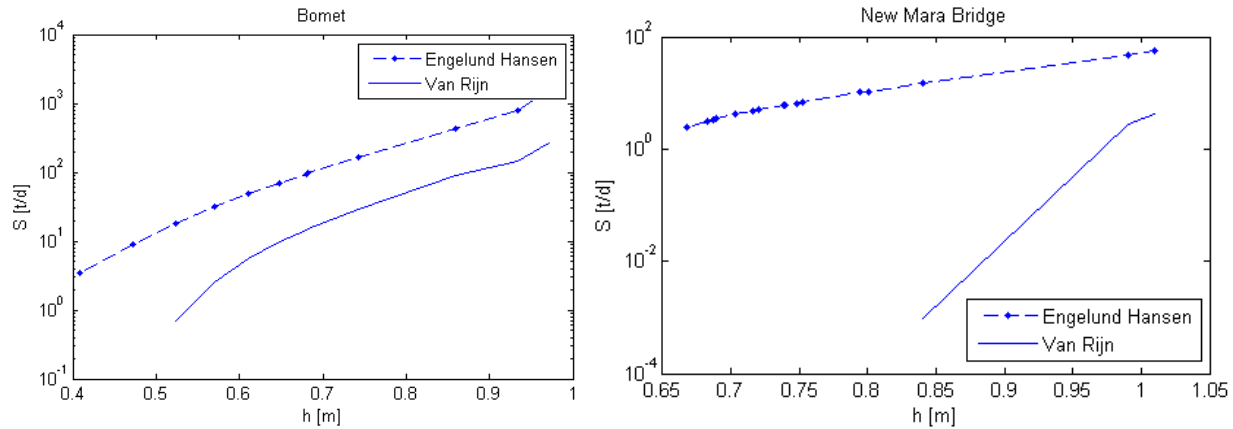 Bomet
10^4
10^3
10^2
10^1
10^0
10^-1
S [t/d]
Engelund Hansen
Van Rijn
0.4 0.5 0.6 0.7 0.8 0.9 1
h [m]
New Mara Bridge
10^2
10^0
10^-2
10^-4
S [t/d]
Engelund Hansen
Van Rijn
0.65 0.7 0.75 0.8 0.85 0.9 0.95 1 1.05
h [m]